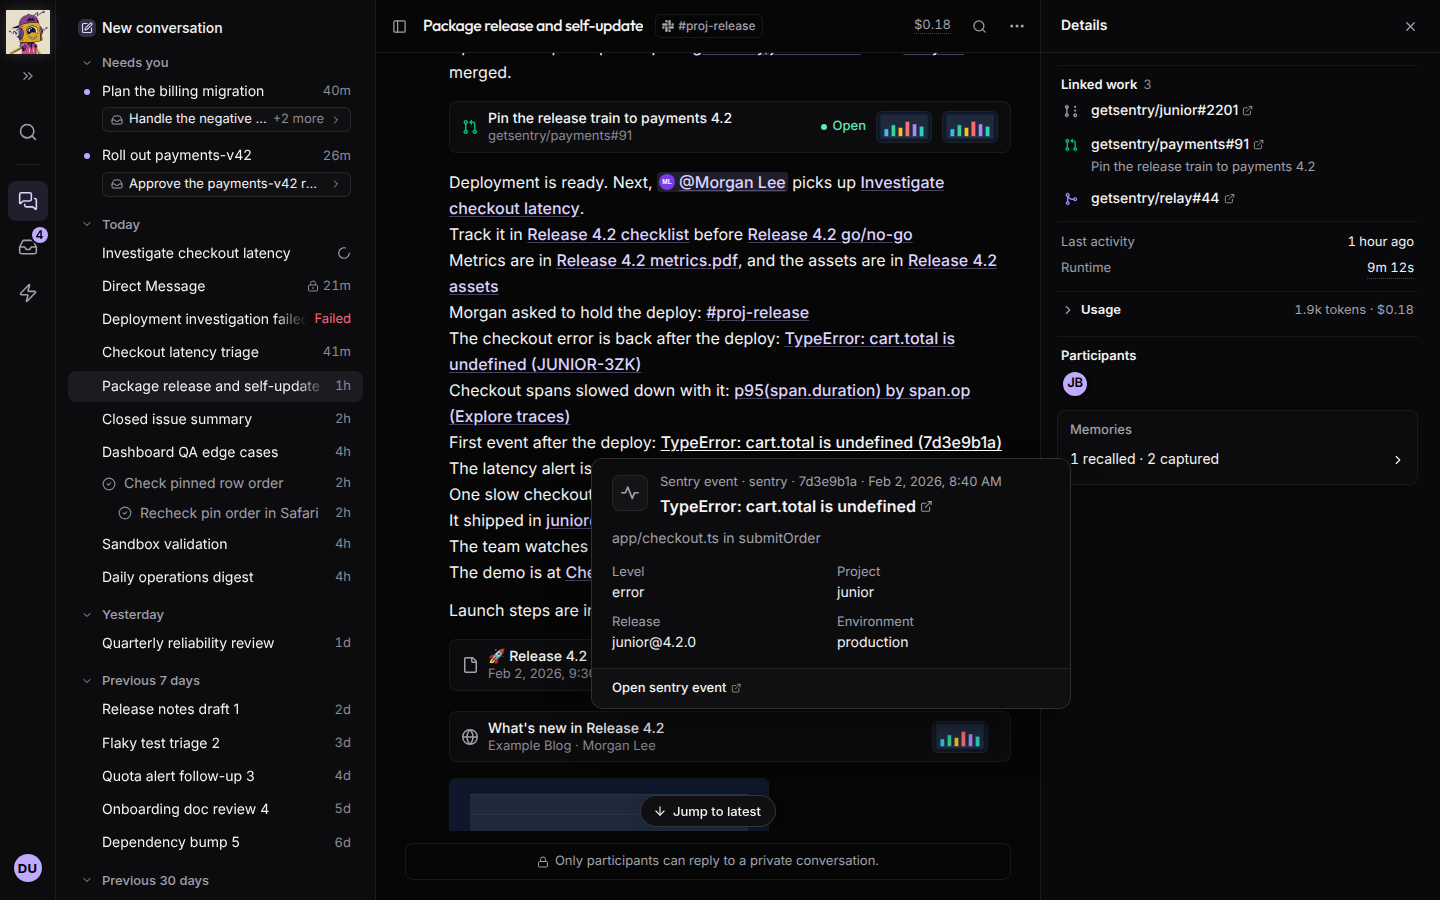 New conversation
Needs you
Plan the billing migration 40m
Handle the negative ... +2 more
Roll out payments-v42 26m
Approve the payments-v42 r...
Today
4
Investigate checkout latency
Direct Message 21m
Deployment investigation failed Failed
Checkout latency triage 41m
Package release and self-update 1h
Closed issue summary 2h
Dashboard QA edge cases 4h
Check pinned row order 2h
Recheck pin order in Safari 2h
Sandbox validation 4h
Daily operations digest 4h
Yesterday
Quarterly reliability review 1d
Previous 7 days
Release notes draft 1 2d
Flaky test triage 2 3d
Quota alert follow-up 3 4d
Onboarding doc review 4 5d
Dependency bump 5 6d
Previous 30 days
DU
Package release and self-update #proj-release $0.18
merged.
Pin the release train to payments 4.2
getsentry/payments#91
Open
Deployment is ready. Next, ML @Morgan Lee picks up Investigate
checkout latency.
Track it in Release 4.2 checklist before Release 4.2 go/no-go
Metrics are in Release 4.2 metrics.pdf, and the assets are in Release 4.2
assets
Morgan asked to hold the deploy: #proj-release
The checkout error is back after the deploy: TypeError: cart.total is
undefined (JUNIOR-3ZK)
Checkout spans slowed down with it: p95(span.duration) by span.op
(Explore traces)
First event after the deploy: TypeError: cart.total is undefined (7d3e9b1a)
The latency alert is
One slow checkout
It shipped in junior@
The team watches
The demo is at Che
Launch steps are in
🚀 Release 4.2
Feb 2, 2026, 9:30
What's new in Release 4.2
Example Blog · Morgan Lee
Jump to latest
Only participants can reply to a private conversation.
Sentry event · sentry · 7d3e9b1a · Feb 2, 2026, 8:40 AM
TypeError: cart.total is undefined
app/checkout.ts in submitOrder
Level Project
error junior
Release Environment
junior@4.2.0 production
Open sentry event
Details
Linked work 3
getsentry/junior#2201
getsentry/payments#91
Pin the release train to payments 4.2
getsentry/relay#44
Last activity 1 hour ago
Runtime 9m 12s
Usage 1.9k tokens · $0.18
Participants
JB
Memories
1 recalled · 2 captured